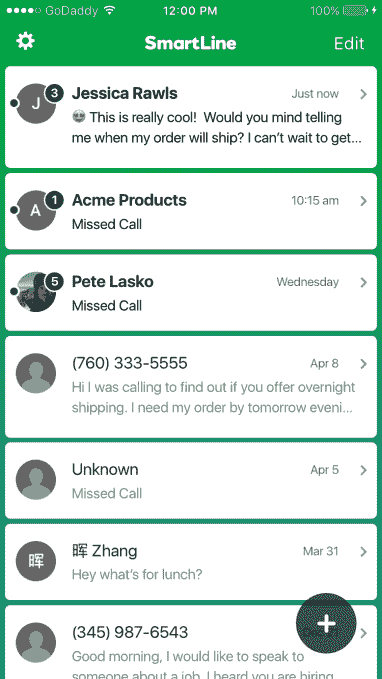 GoDaddy 12:00 PM 100%
SmartLine Edit
J 3 Jessica Rawls Just now
😎 This is really cool! Would you mind telling
me when my order will ship? I can't wait to get...
A 1 Acme Products 10:15 am
Missed Call
5 Pete Lasko Wednesday
Missed Call
(760) 333-5555 Apr 8
Hi I was calling to find out if you offer overnight
shipping. I need my order by tomorrow eveni...
Unknown Apr 5
Missed Call
晖 晖 Zhang Mar 31
Hey what's for lunch?
(345) 987-6543
Good morning, I would like to speak to
someone about a job. I heard you are hiring